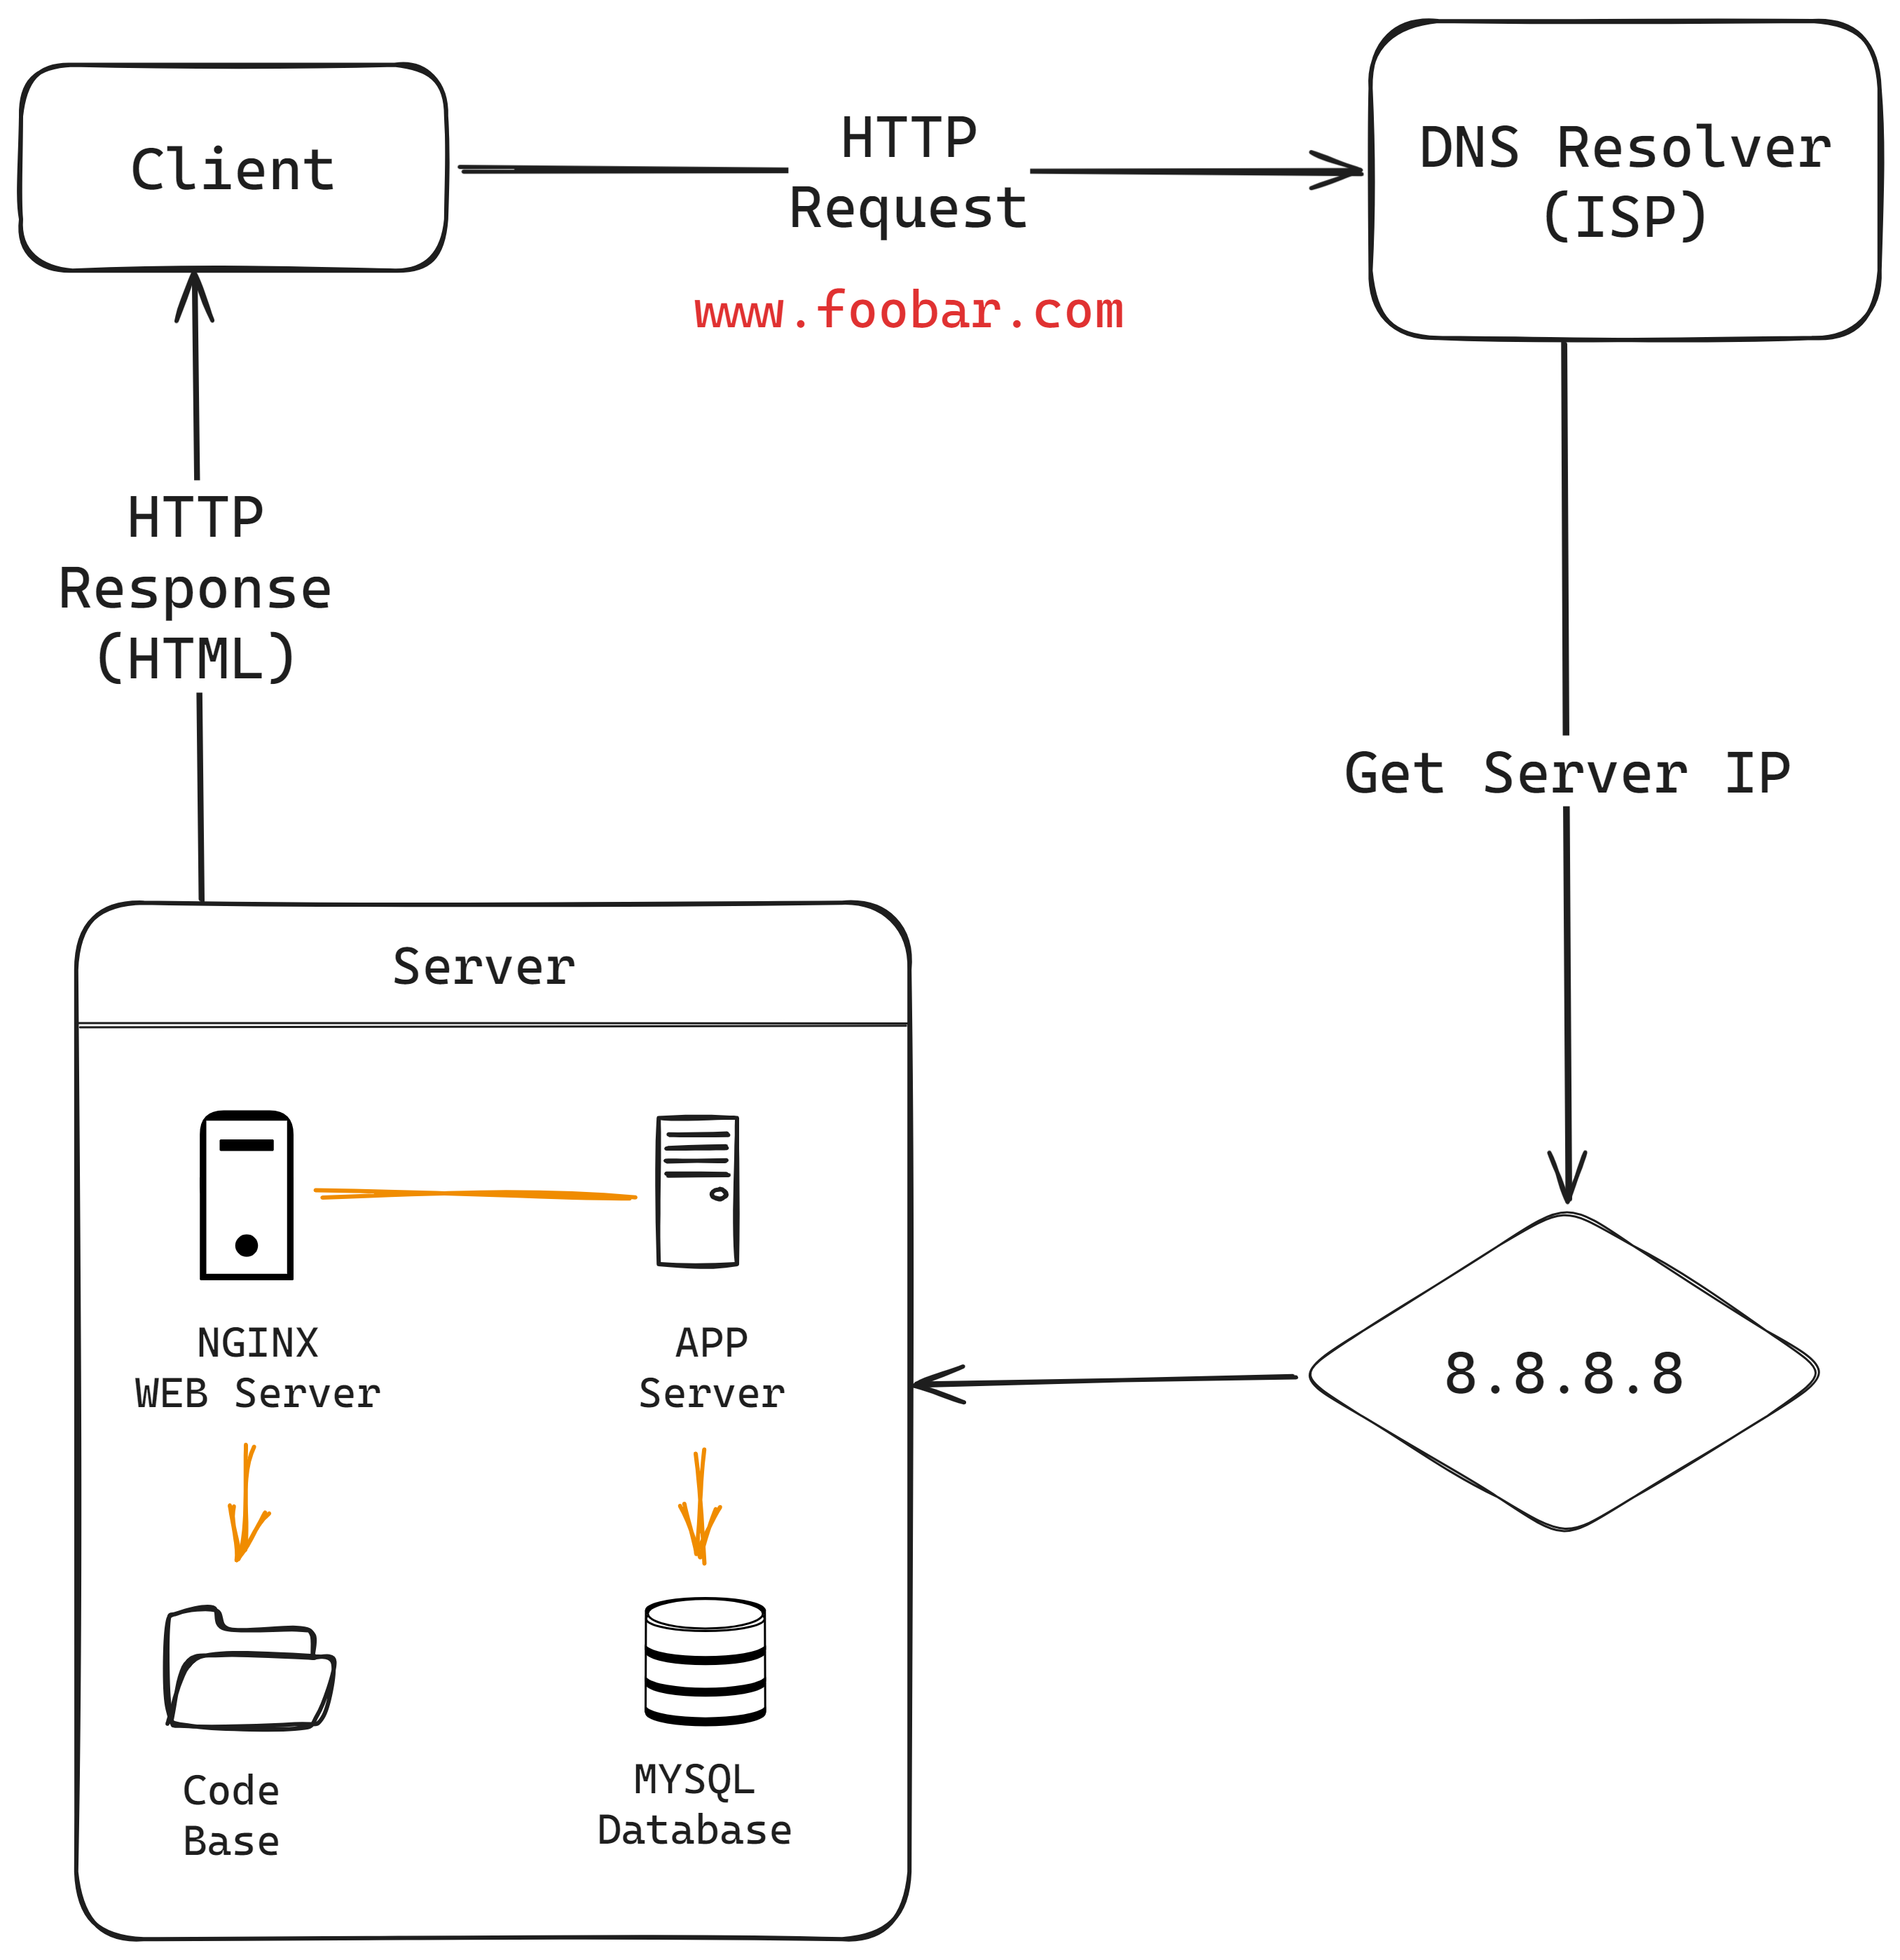 Client
HTTP
Request
www.foobar.com
DNS Resolver
(ISP)
HTTP
Response
(HTML)
Get Server IP
Server
NGINX
WEB Server
APP
Server
8.8.8.8
Code
Base
MYSQL
Database